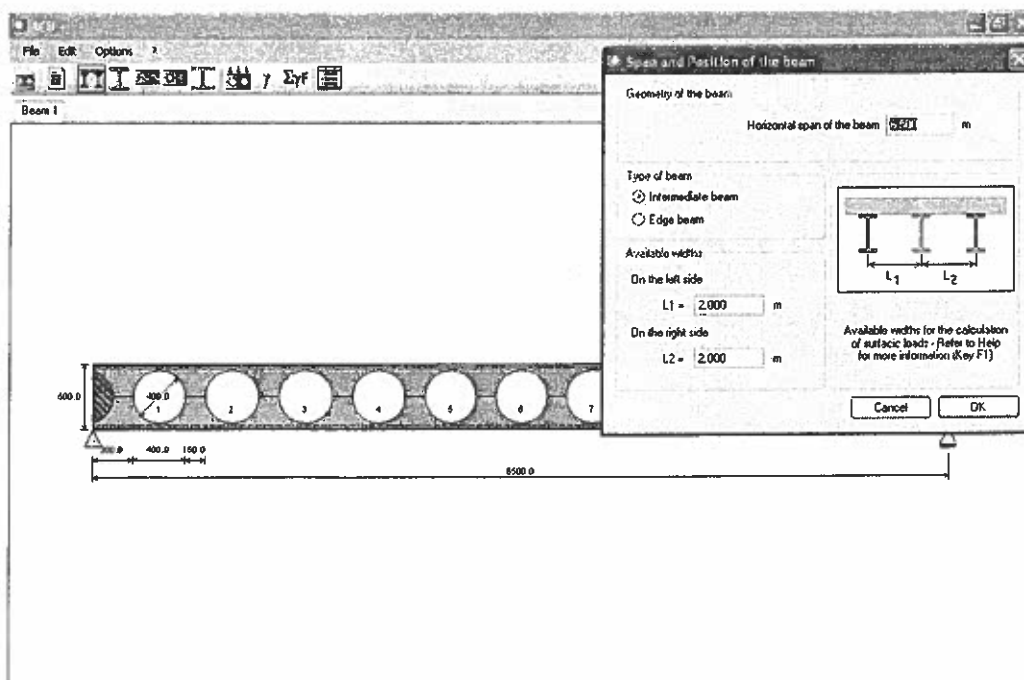 File Edit Options ?
γ ΣγF
Beam 1
Span and Position of the beam
Geometry of the beam
Horizontal span of the beam m
Type of beam
Intermediate beam
Edge beam
L1 L2
Available widths
On the left side
L1 = 2.000 m
On the right side
L2 = 2.000 m
Available widths for the calculation
of surfacic loads - Refer to Help
for more information (Key F1)
Cancel OK
600.0
400.0
1 2 3 4 5 6 7
400.0 150.0